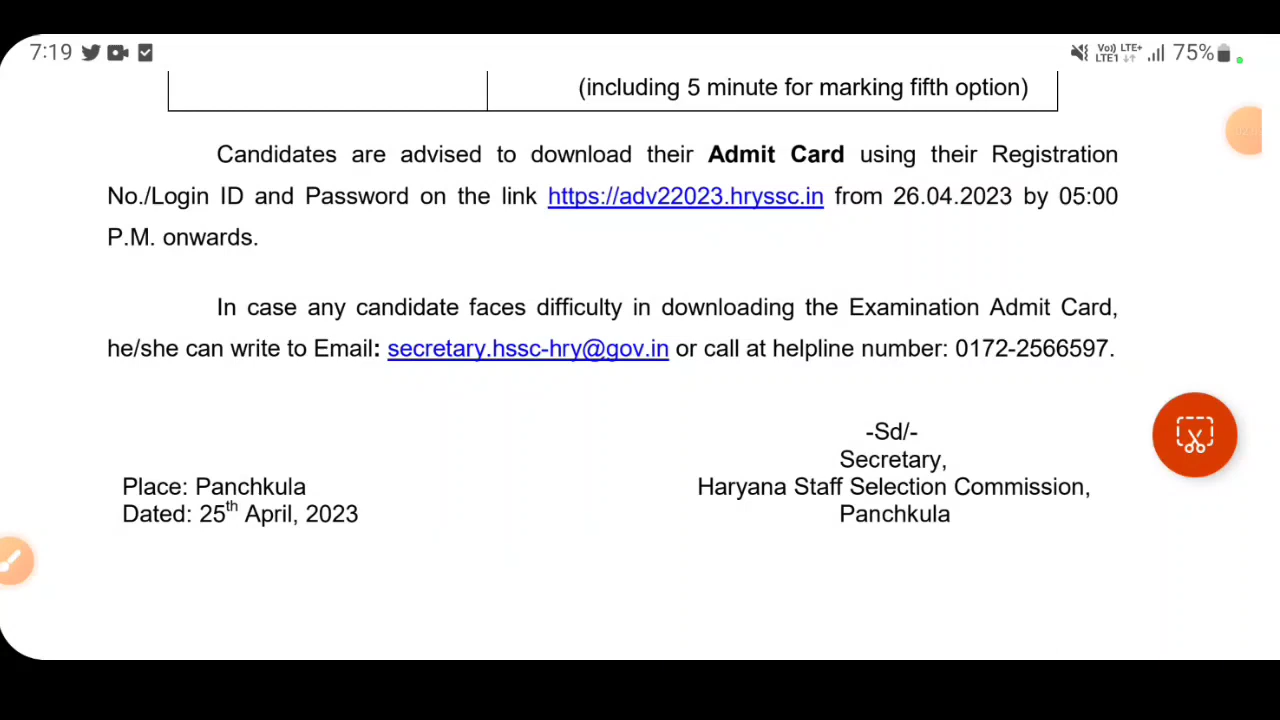 7:19
Vo)) LTE+
LTE1
75%
(including 5 minute for marking fifth option)
Candidates are advised to download their Admit Card using their Registration
No./Login ID and Password on the link https://adv22023.hryssc.in from 26.04.2023 by 05:00
P.M. onwards.
In case any candidate faces difficulty in downloading the Examination Admit Card,
he/she can write to Email: secretary.hssc-hry@gov.in or call at helpline number: 0172-2566597.
-Sd/-
Secretary,
Haryana Staff Selection Commission,
Panchkula
Place: Panchkula
Dated: 25th April, 2023